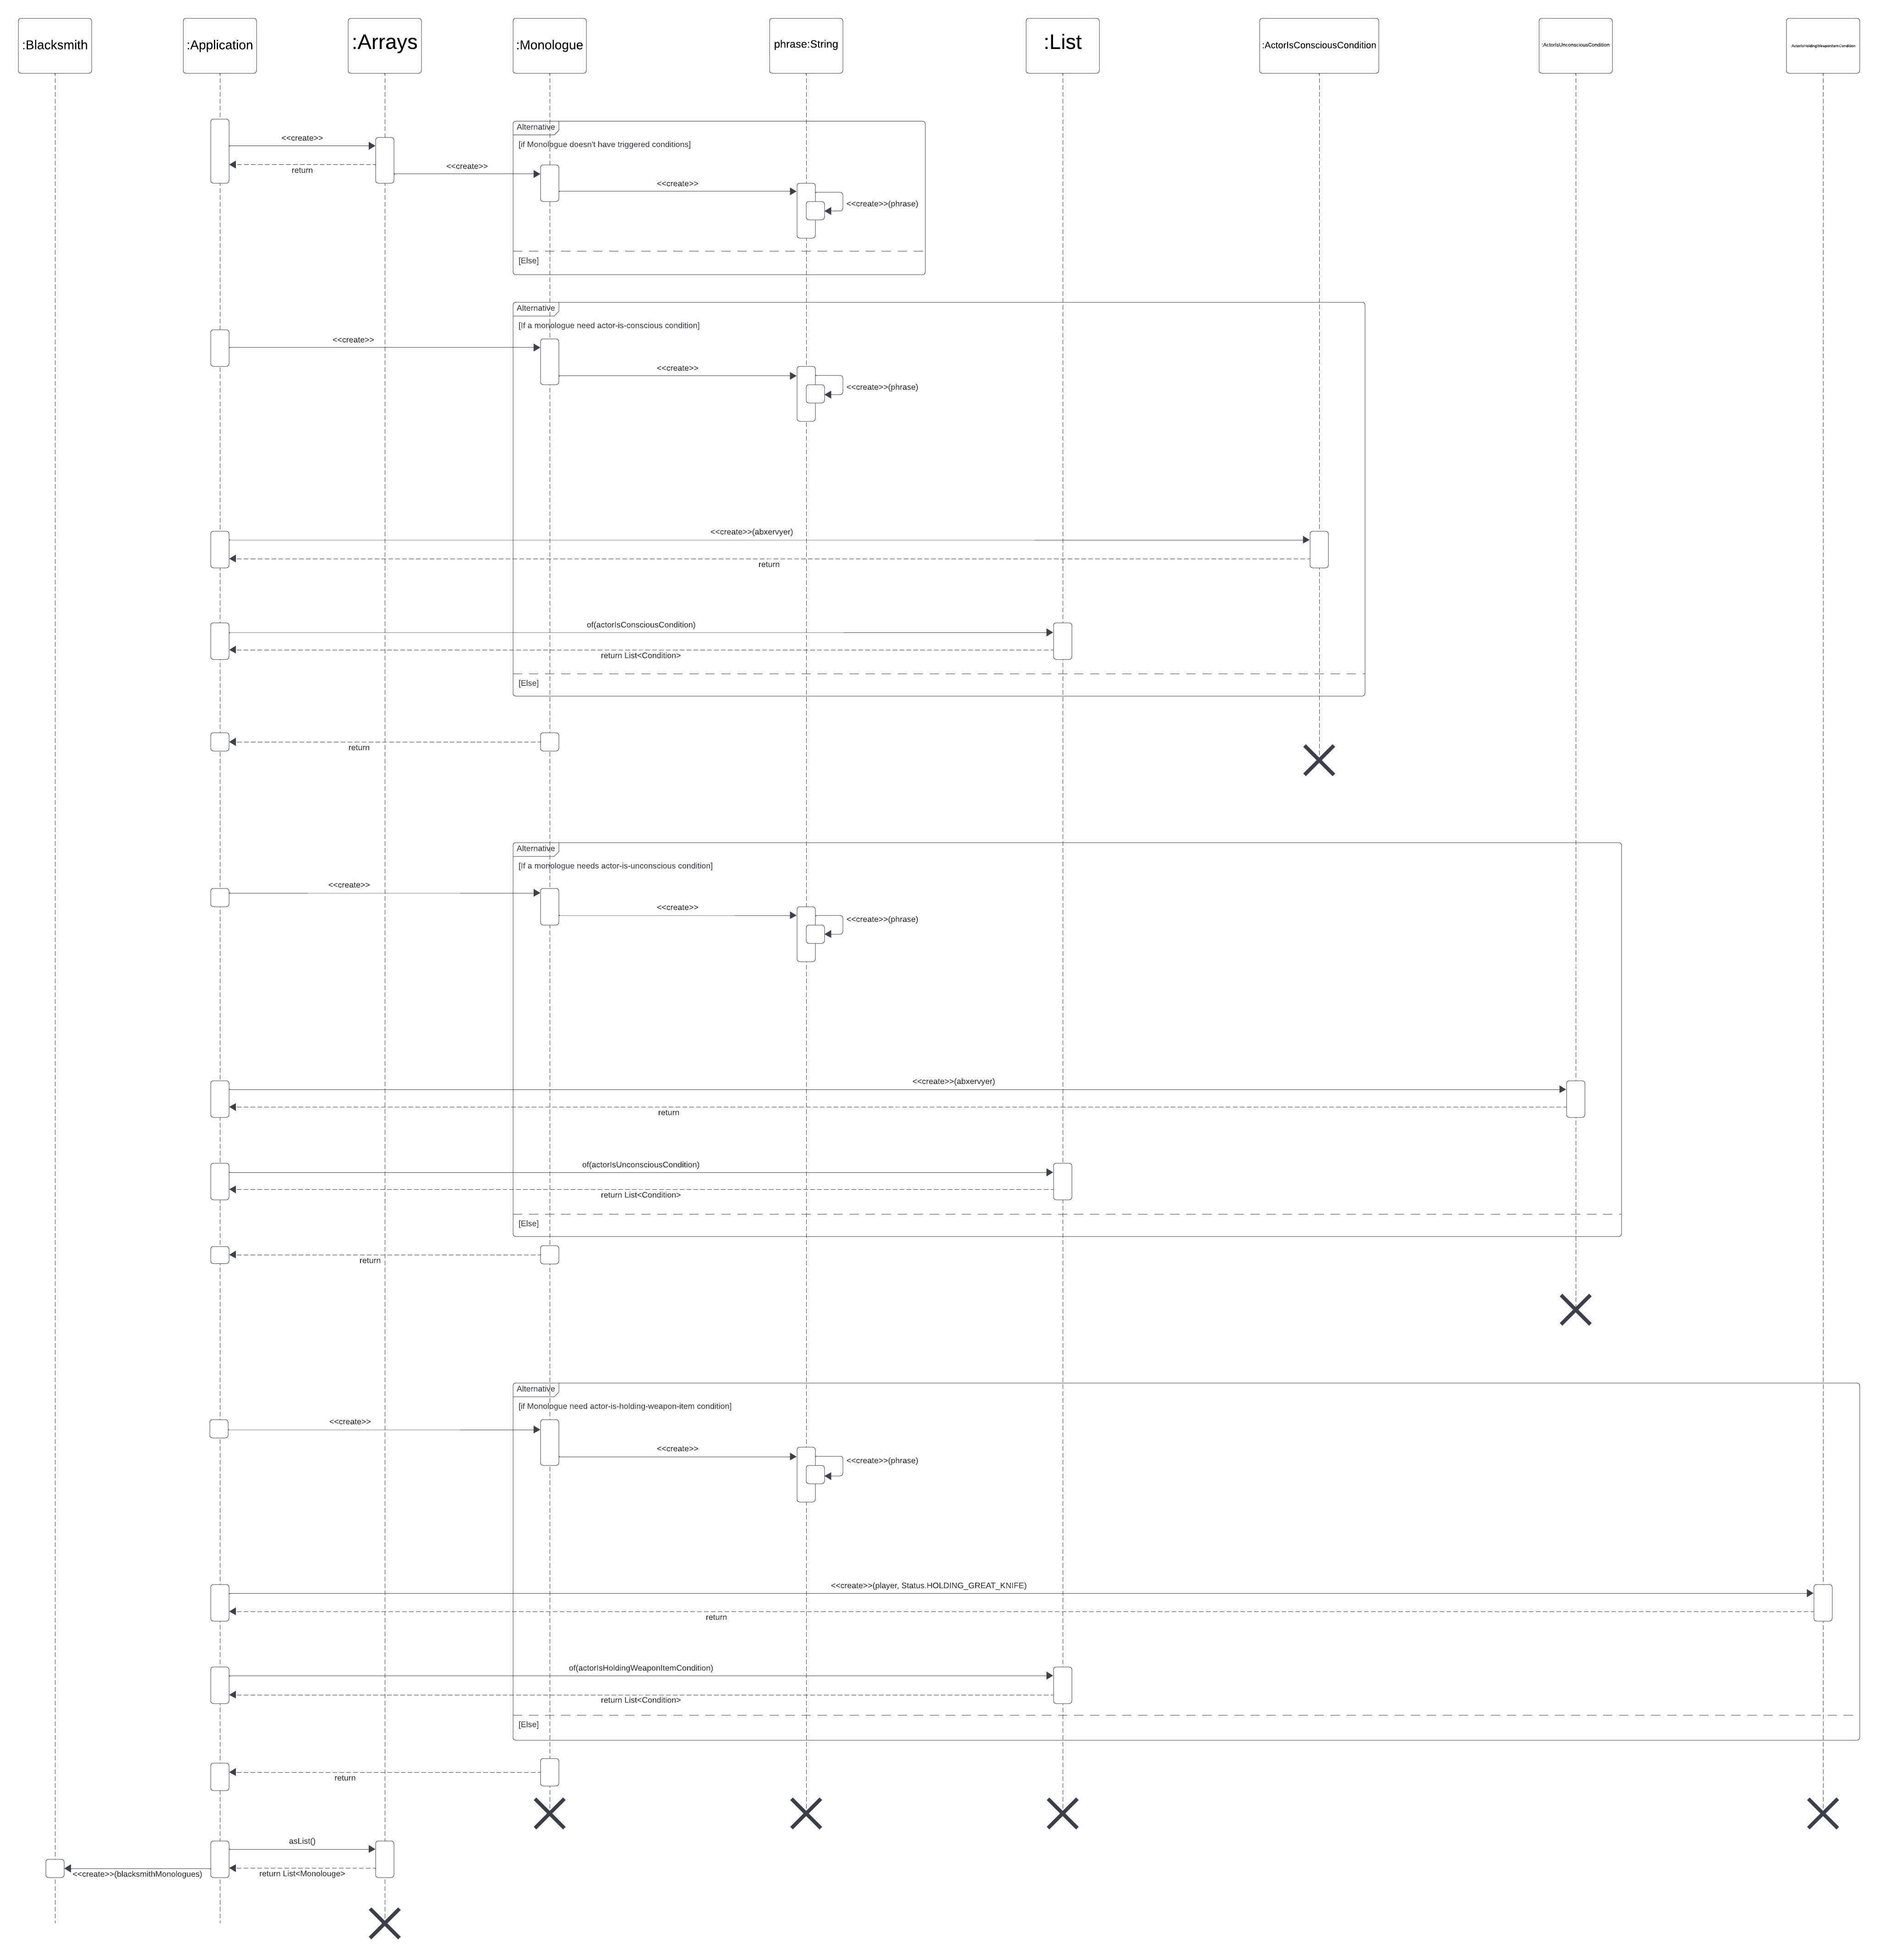 :Blacksmith
:Application
:Arrays
:Monologue
phrase:String
:List
:ActorIsConsciousCondition
:ActorIsUnconsciousCondition
:ActorIsHoldingWeaponItemCondition
Alternative
[if Monologue doesn't have triggered conditions]
<<create>>
return
<<create>>
<<create>>
<<create>>(phrase)
[Else]
Alternative
[If a monologue need actor-is-conscious condition]
<<create>>
<<create>>
<<create>>(phrase)
<<create>>(abxervyer)
return
of(actorIsConsciousCondition)
return List<Condition>
[Else]
return
Alternative
[If a monologue needs actor-is-unconscious condition]
<<create>>
<<create>>
<<create>>(phrase)
<<create>>(abxervyer)
return
of(actorIsUnconsciousCondition)
return List<Condition>
[Else]
return
Alternative
[if Monologue need actor-is-holding-weapon-item condition]
<<create>>
<<create>>
<<create>>(phrase)
<<create>>(player, Status.HOLDING_GREAT_KNIFE)
return
of(actorIsHoldingWeaponItemCondition)
return List<Condition>
[Else]
return
asList()
<<create>>(blacksmithMonologues)
return List<Monolouge>